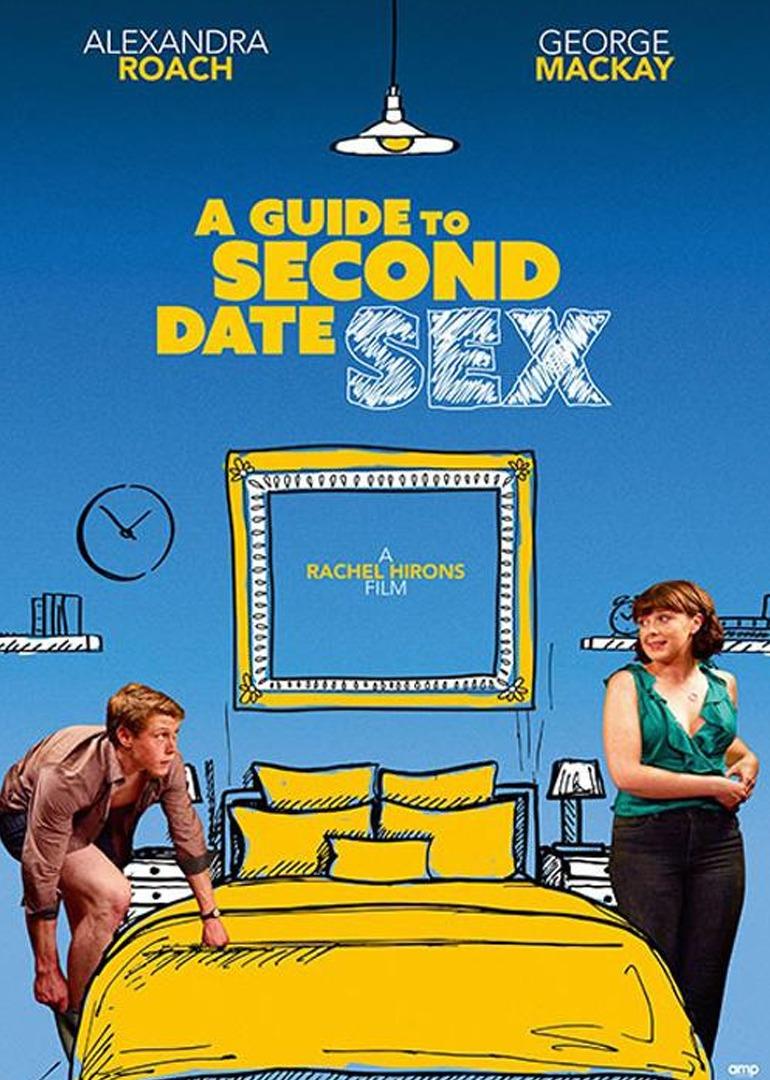 ALEXANDRA
ROACH
GEORGE
MACKAY
A GUIDE TO
SECOND
DATE SEX
A
RACHEL HIRONS
FILM
amp